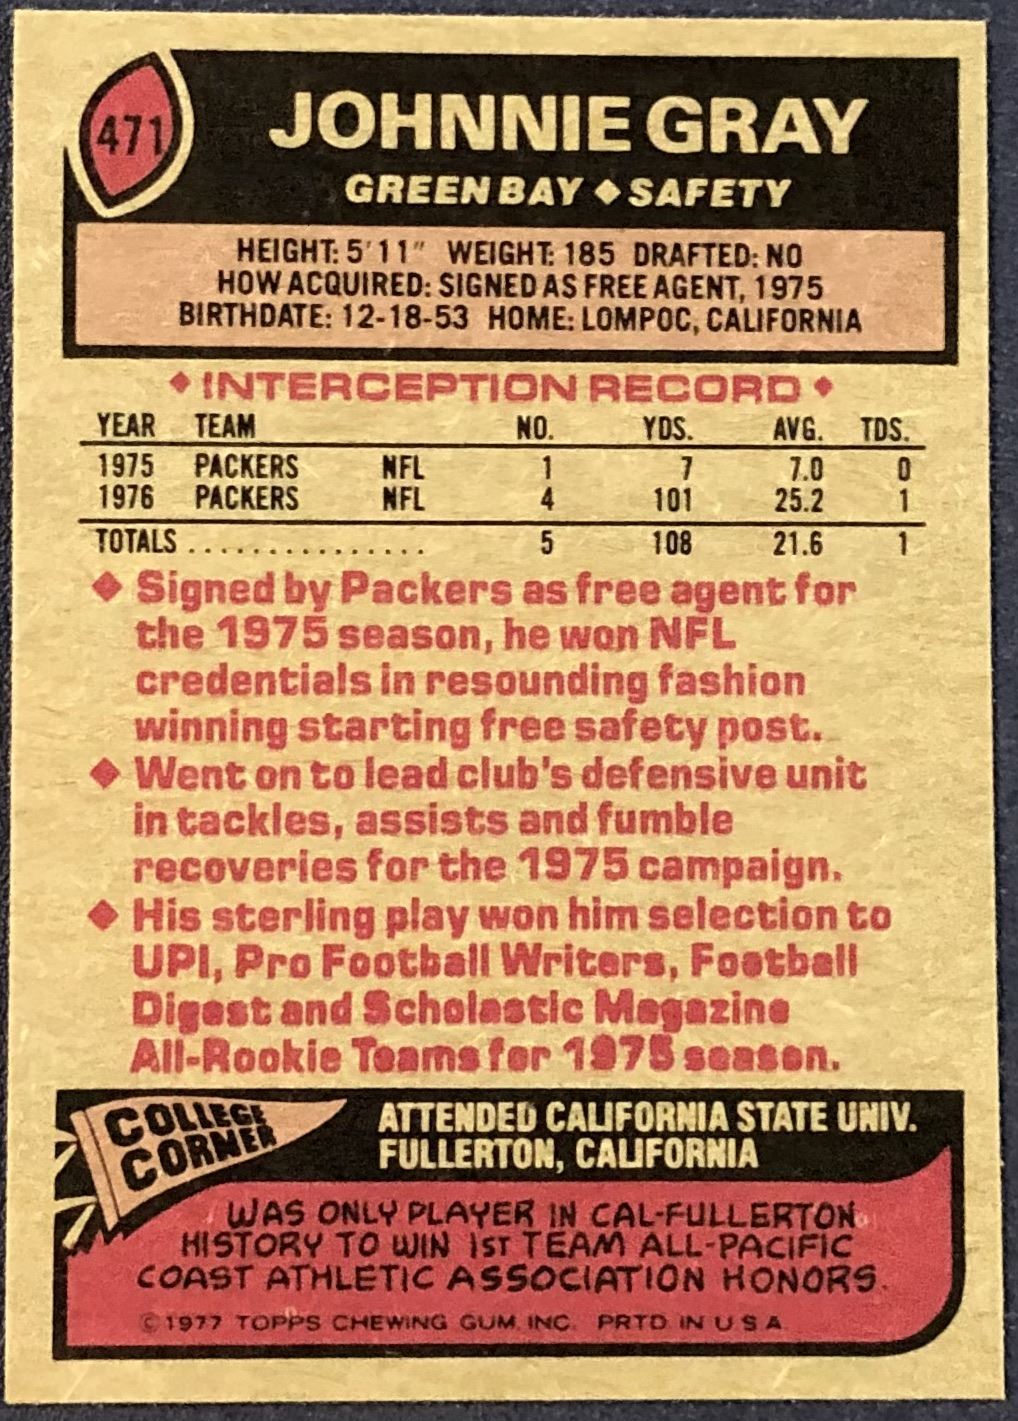 471
JOHNNIE GRAY
GREEN BAY ◆ SAFETY
HEIGHT: 5'11" WEIGHT: 185 DRAFTED: NO
HOW ACQUIRED: SIGNED AS FREE AGENT, 1975
BIRTHDATE: 12-18-53 HOME: LOMPOC, CALIFORNIA
◆ INTERCEPTION RECORD ◆
YEAR TEAM NO. YDS. AVG. TDS.
1975 PACKERS NFL 1 7 7.0 0
1976 PACKERS NFL 4 101 25.2 1
TOTALS ................ 5 108 21.6 1
◆ Signed by Packers as free agent for
the 1975 season, he won NFL
credentials in resounding fashion
winning starting free safety post.
◆ Went on to lead club's defensive unit
in tackles, assists and fumble
recoveries for the 1975 campaign.
◆ His sterling play won him selection to
UPI, Pro Football Writers, Football
Digest and Scholastic Magazine
All-Rookie Teams for 1975 season.
COLLEGE
CORNER
ATTENDED CALIFORNIA STATE UNIV.
FULLERTON, CALIFORNIA
WAS ONLY PLAYER IN CAL-FULLERTON
HISTORY TO WIN 1ST TEAM ALL-PACIFIC
COAST ATHLETIC ASSOCIATION HONORS.
©1977 TOPPS CHEWING GUM, INC. PRTD IN U S A